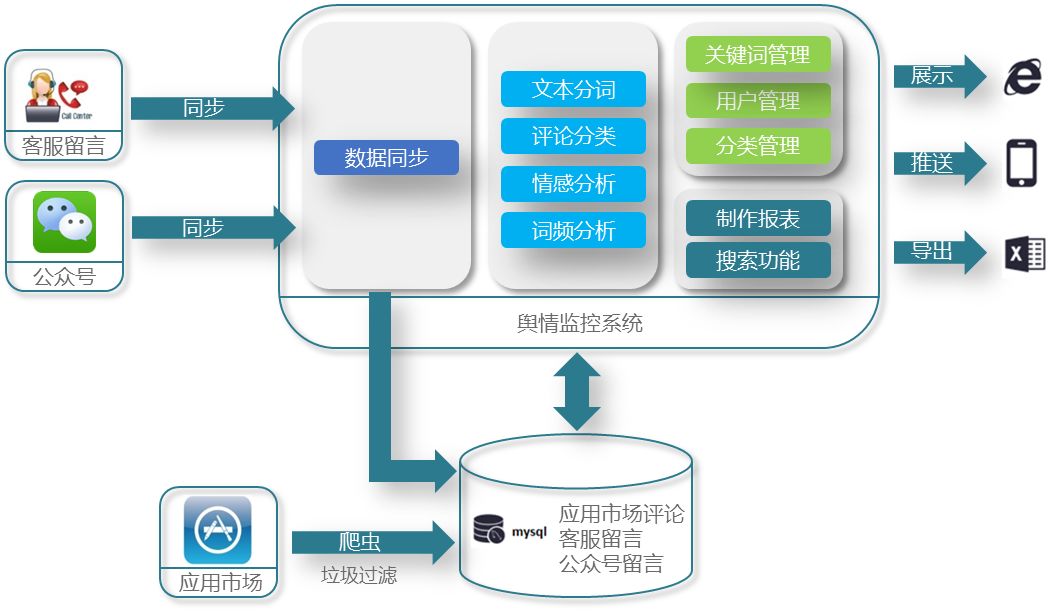 Call Center
客服留言
同步
公众号
同步
数据同步
文本分词
评论分类
情感分析
词频分析
关键词管理
用户管理
分类管理
制作报表
搜索功能
舆情监控系统
展示
推送
导出
X
应用市场
爬虫
垃圾过滤
mysql
应用市场评论
客服留言
公众号留言